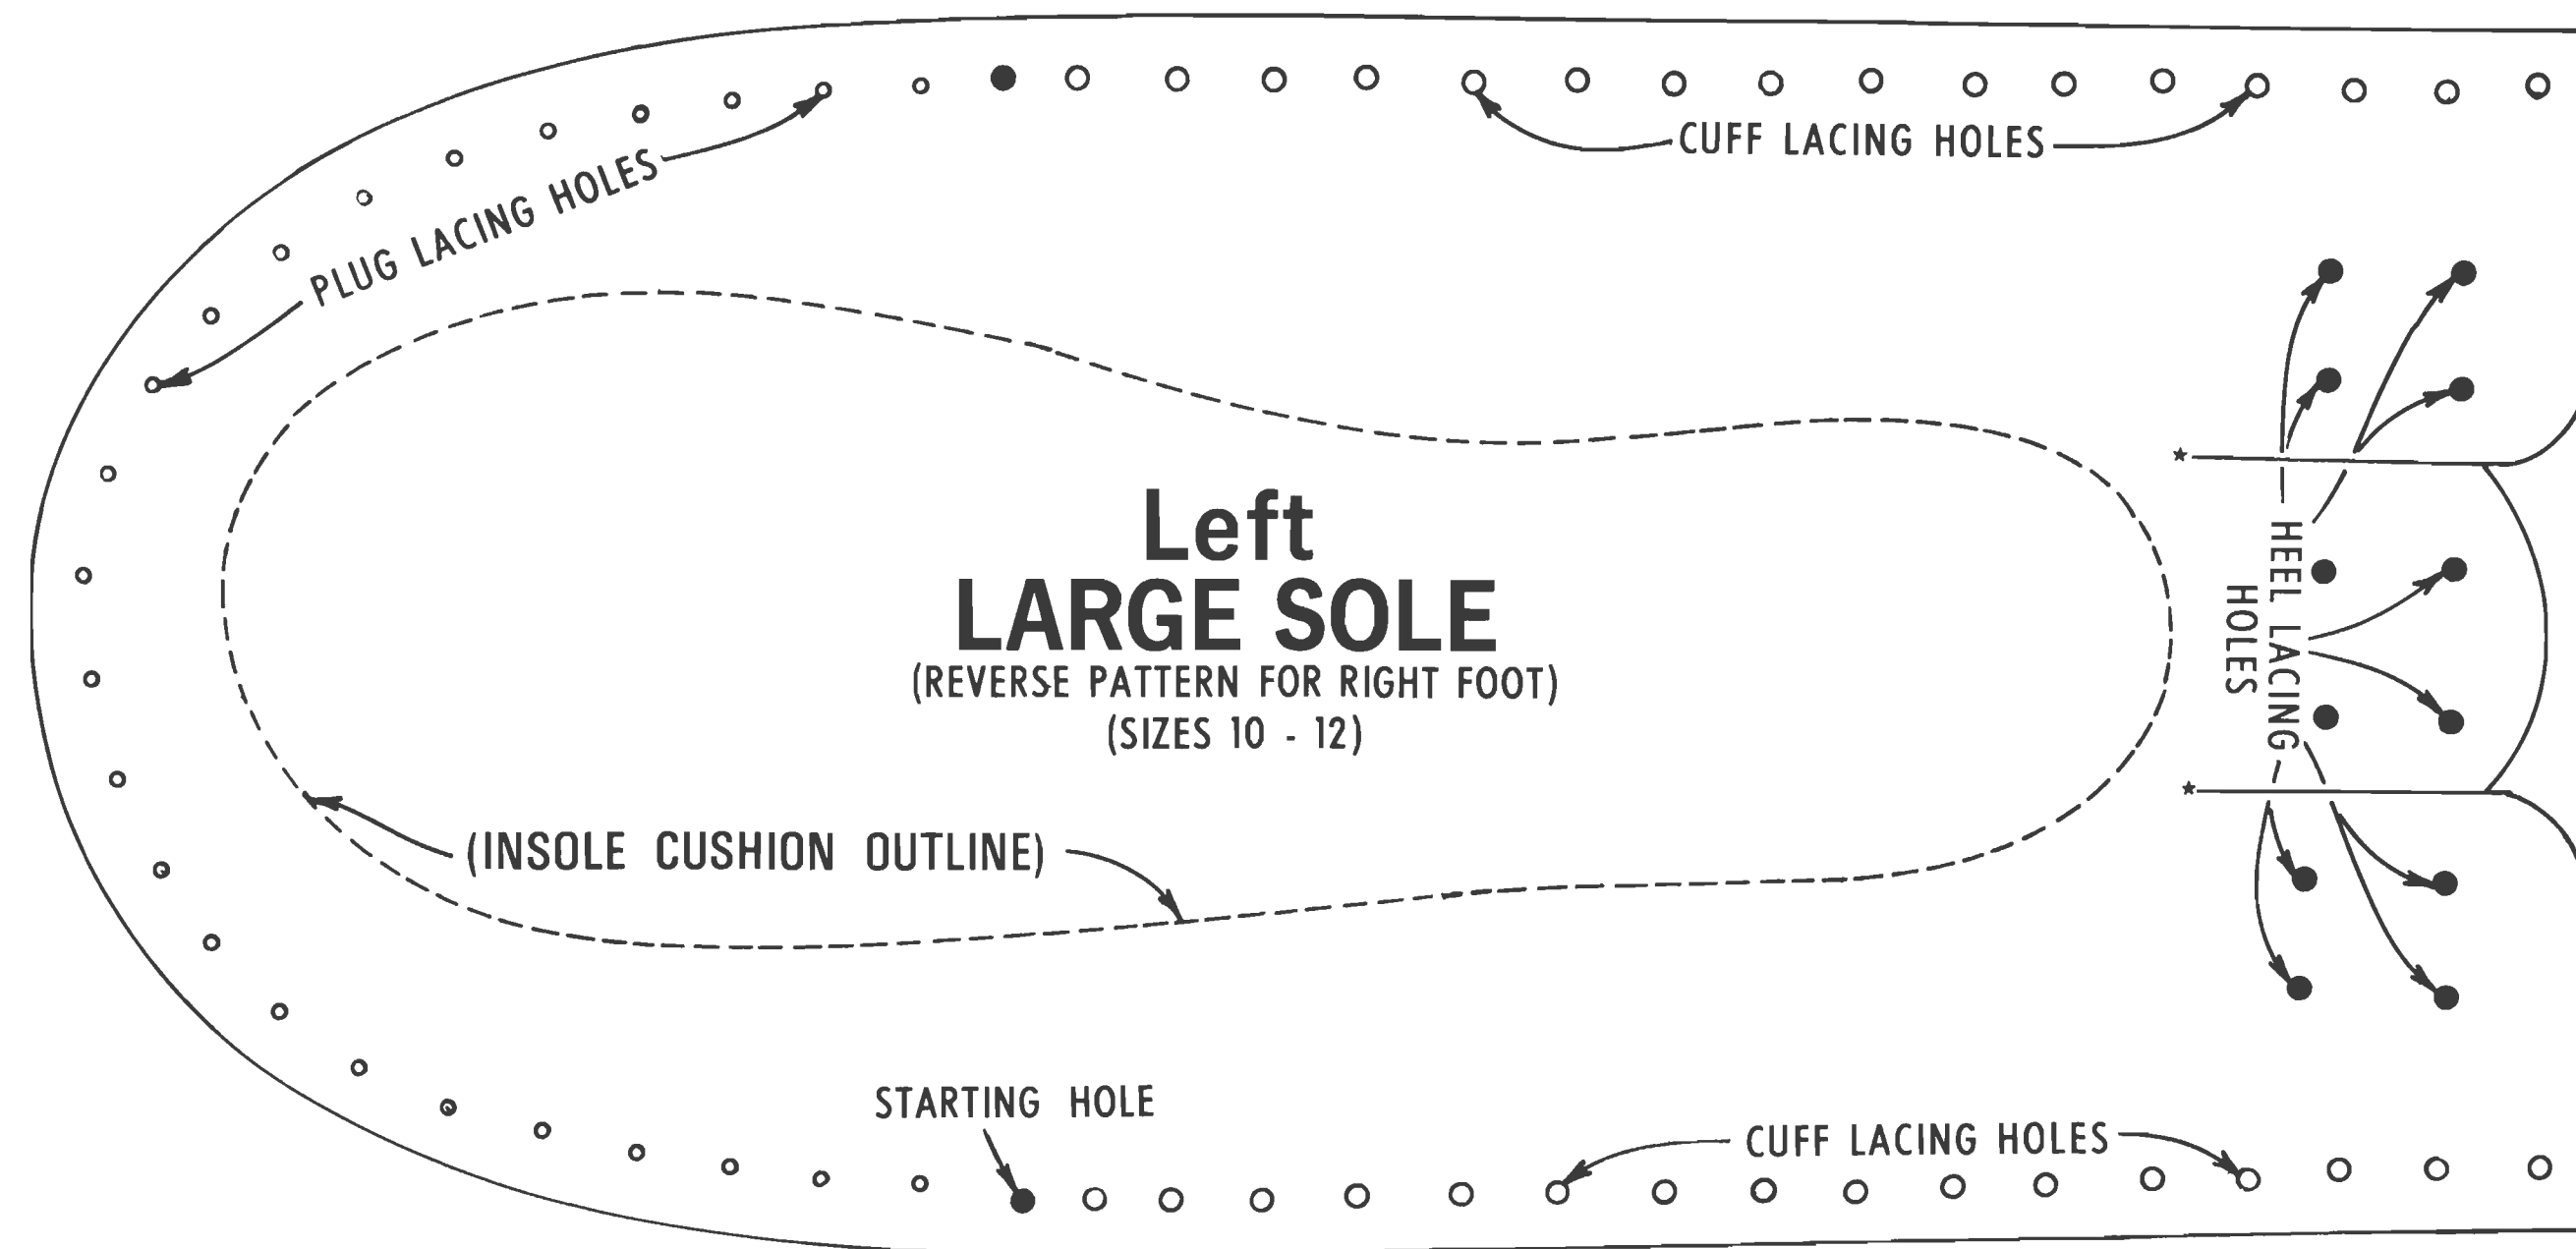 CUFF LACING HOLES
PLUG LACING HOLES
Left
LARGE SOLE
(REVERSE PATTERN FOR RIGHT FOOT)
(SIZES 10 - 12)
HEEL LACING
HOLES
(INSOLE CUSHION OUTLINE)
STARTING HOLE
CUFF LACING HOLES